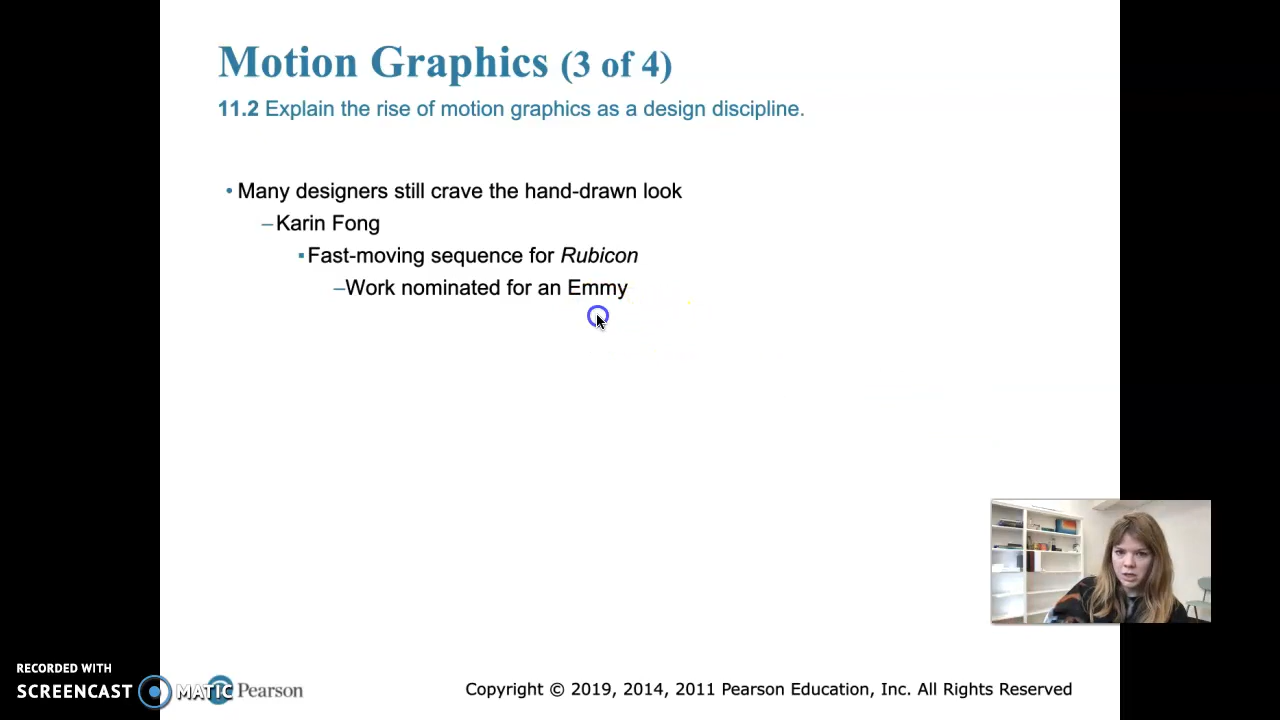 Motion Graphics (3 of 4)
11.2 Explain the rise of motion graphics as a design discipline.
• Many designers still crave the hand-drawn look
–Karin Fong
▪Fast-moving sequence for Rubicon
–Work nominated for an Emmy
RECORDED WITH
SCREENCAST MATIC
Pearson
Copyright © 2019, 2014, 2011 Pearson Education, Inc. All Rights Reserved